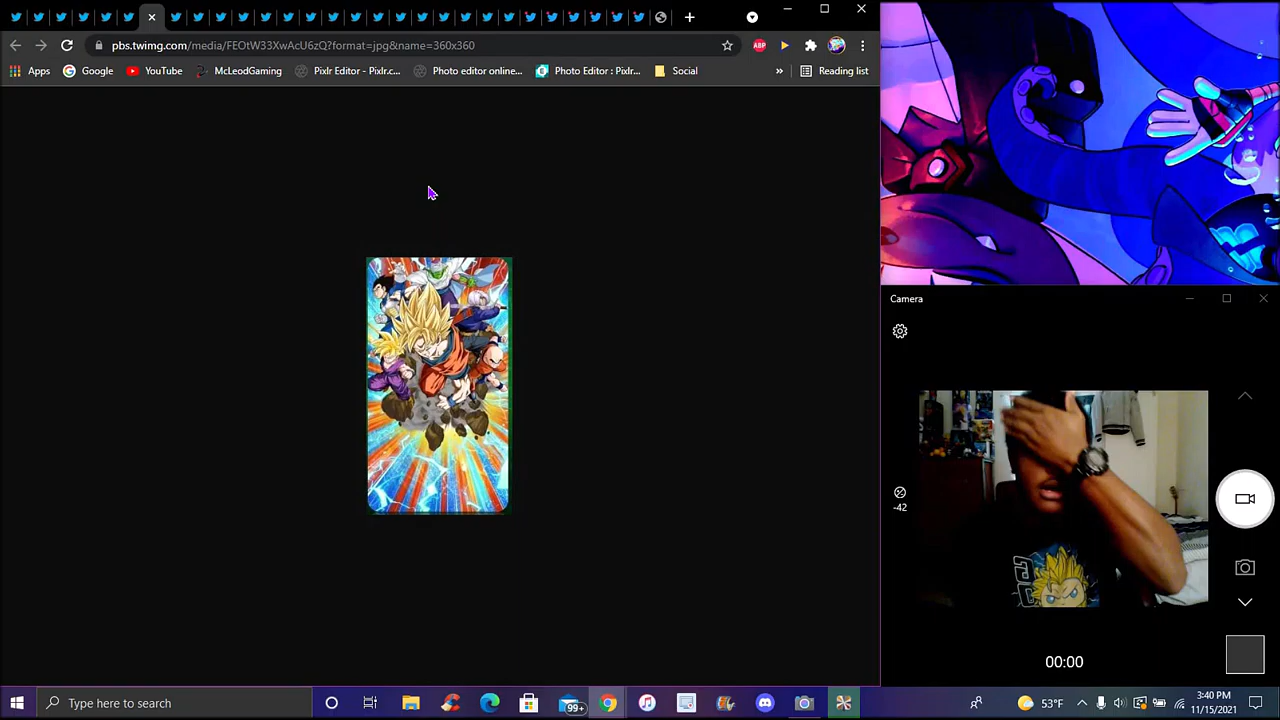 pbs.twimg.com/media/FEOtW33XwAcU6zQ?format=jpg&name=360x360
ABP
Apps
Google
YouTube
McLeodGaming
Pixlr Editor - Pixlr.c...
Photo editor online...
Photo Editor : Pixlr...
Social
»
Reading list
Camera
-42
00:00
Type here to search
99+
53°F
3:40 PM
11/15/2021